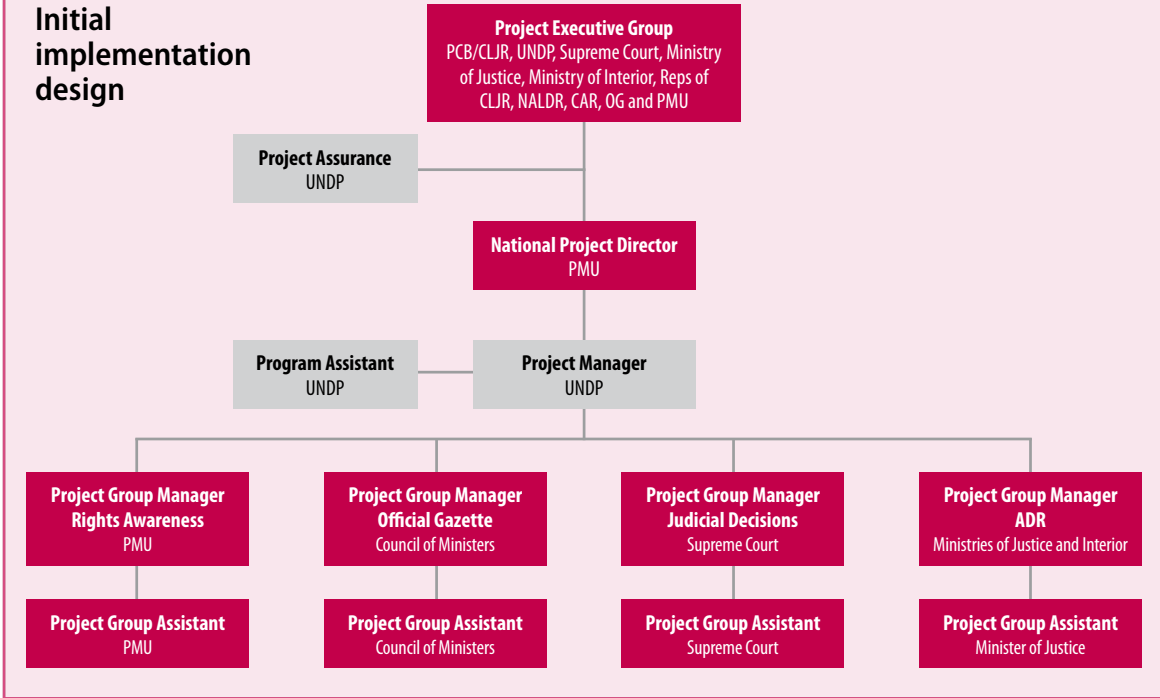 Initial
implementation
design
Project Executive Group
PCB/CLJR, UNDP, Supreme Court, Ministry
of Justice, Ministry of Interior, Reps of
CLJR, NALDR, CAR, OG and PMU
Project Assurance
UNDP
National Project Director
PMU
Program Assistant
UNDP
Project Manager
UNDP
Project Group Manager
Rights Awareness
PMU
Project Group Manager
Official Gazette
Council of Ministers
Project Group Manager
Judicial Decisions
Supreme Court
Project Group Manager
ADR
Ministries of Justice and Interior
Project Group Assistant
PMU
Project Group Assistant
Council of Ministers
Project Group Assistant
Supreme Court
Project Group Assistant
Minister of Justice